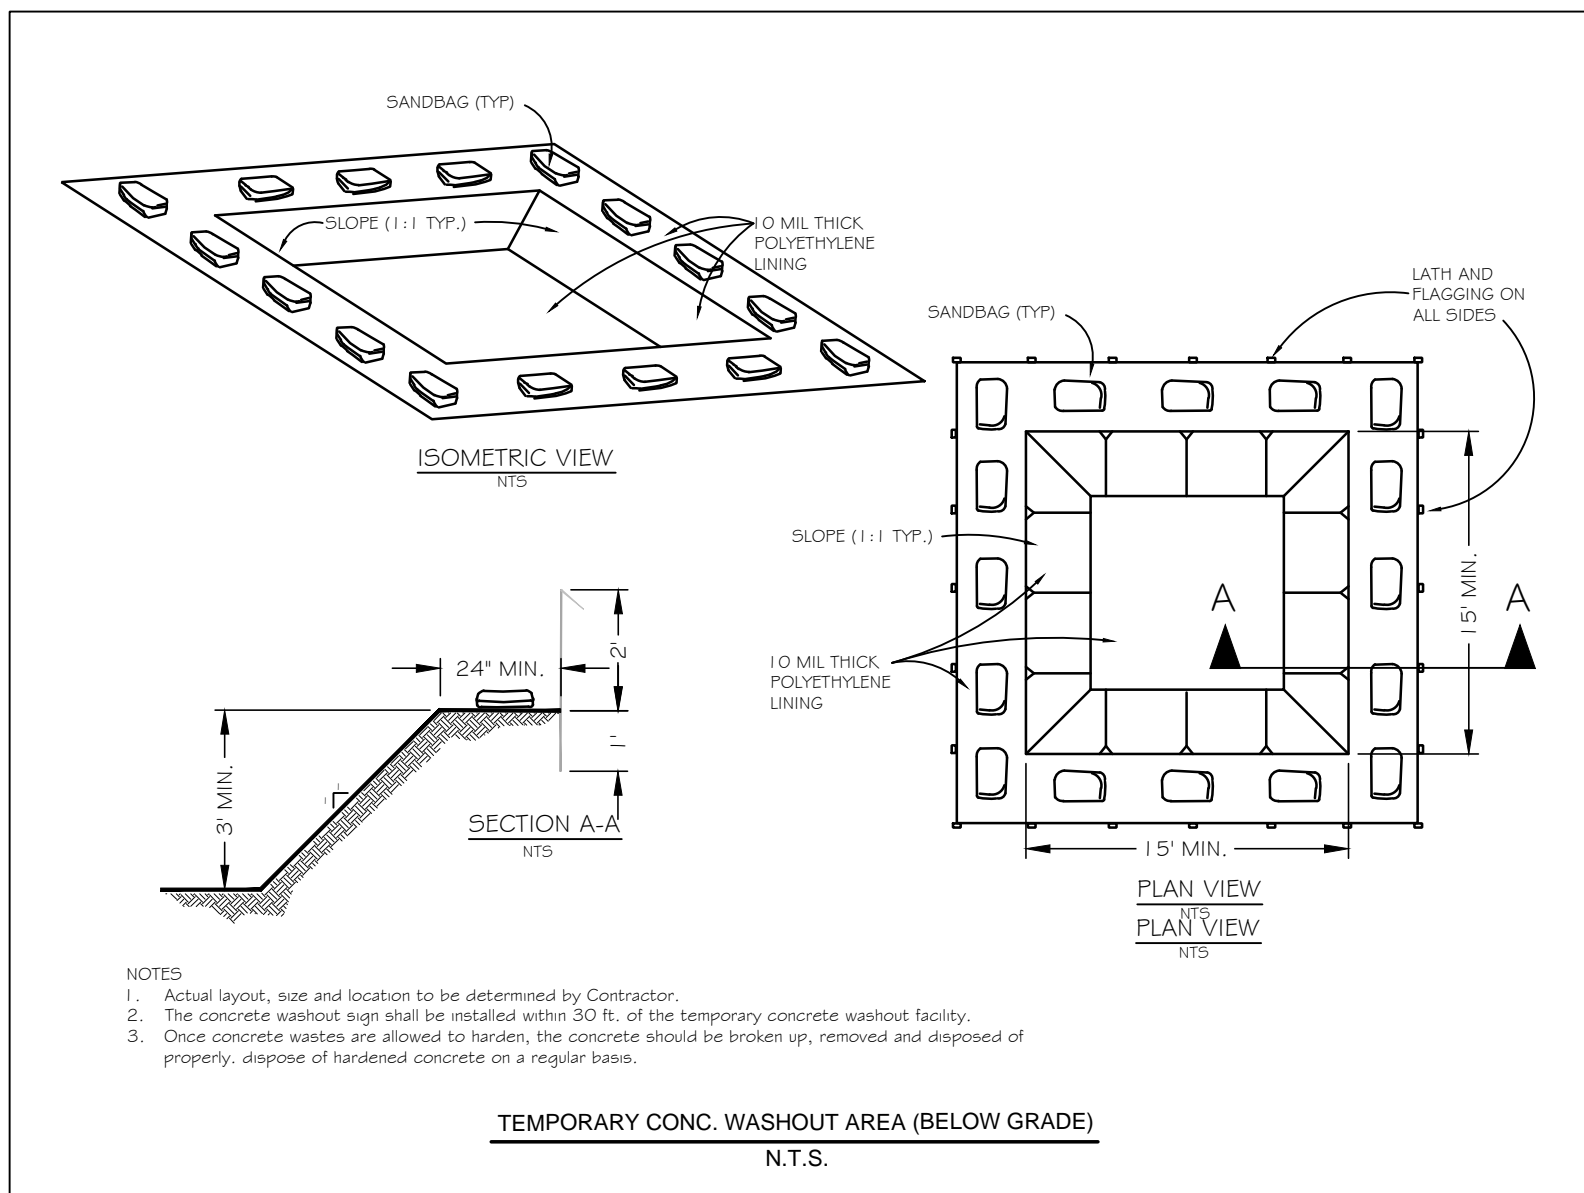 SANDBAG (TYP)
SLOPE (1:1 TYP.)
10 MIL THICK
POLYETHYLENE
LINING
ISOMETRIC VIEW
NTS
LATH AND
FLAGGING ON
ALL SIDES
SANDBAG (TYP)
SLOPE (1:1 TYP.)
10 MIL THICK
POLYETHYLENE
LINING
A
A
15' MIN.
15' MIN.
PLAN VIEW
NTS
PLAN VIEW
NTS
24" MIN.
2'
1'
3' MIN.
SECTION A-A
NTS
NOTES
1. Actual layout, size and location to be determined by Contractor.
2. The concrete washout sign shall be installed within 30 ft. of the temporary concrete washout facility.
3. Once concrete wastes are allowed to harden, the concrete should be broken up, removed and disposed of
properly. dispose of hardened concrete on a regular basis.
TEMPORARY CONC. WASHOUT AREA (BELOW GRADE)
N.T.S.